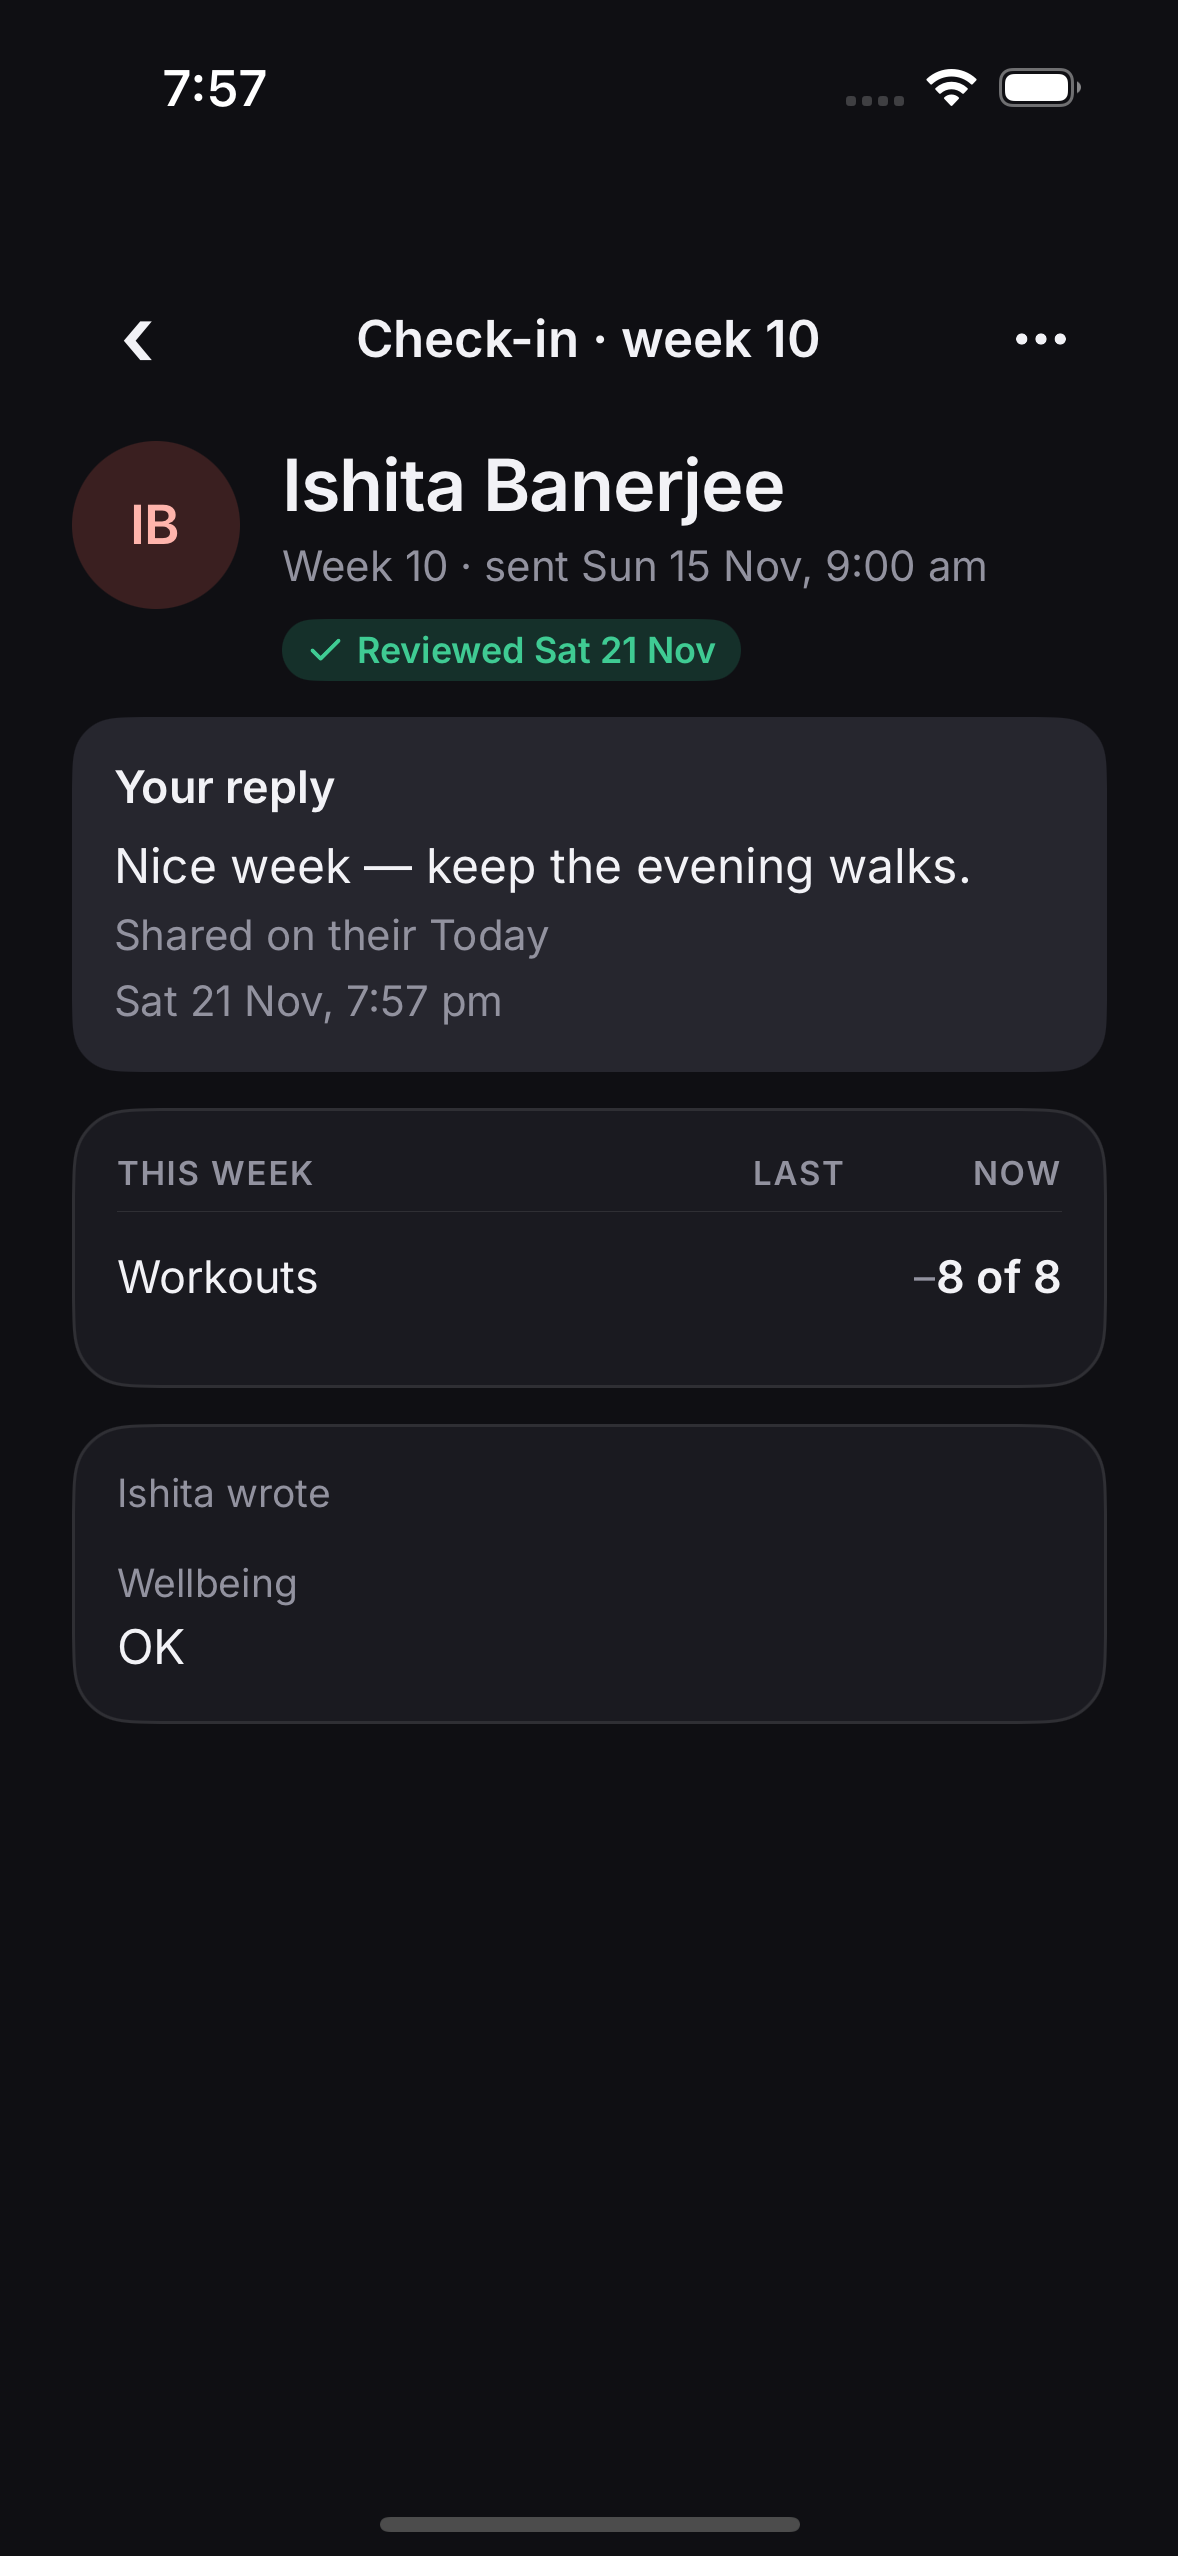 7:57
Check-in · week 10
IB
Ishita Banerjee
Week 10 · sent Sun 15 Nov, 9:00 am
Reviewed Sat 21 Nov
Your reply
Nice week — keep the evening walks.
Shared on their Today
Sat 21 Nov, 7:57 pm
THIS WEEK LAST NOW
Workouts –8 of 8
Ishita wrote
Wellbeing
OK